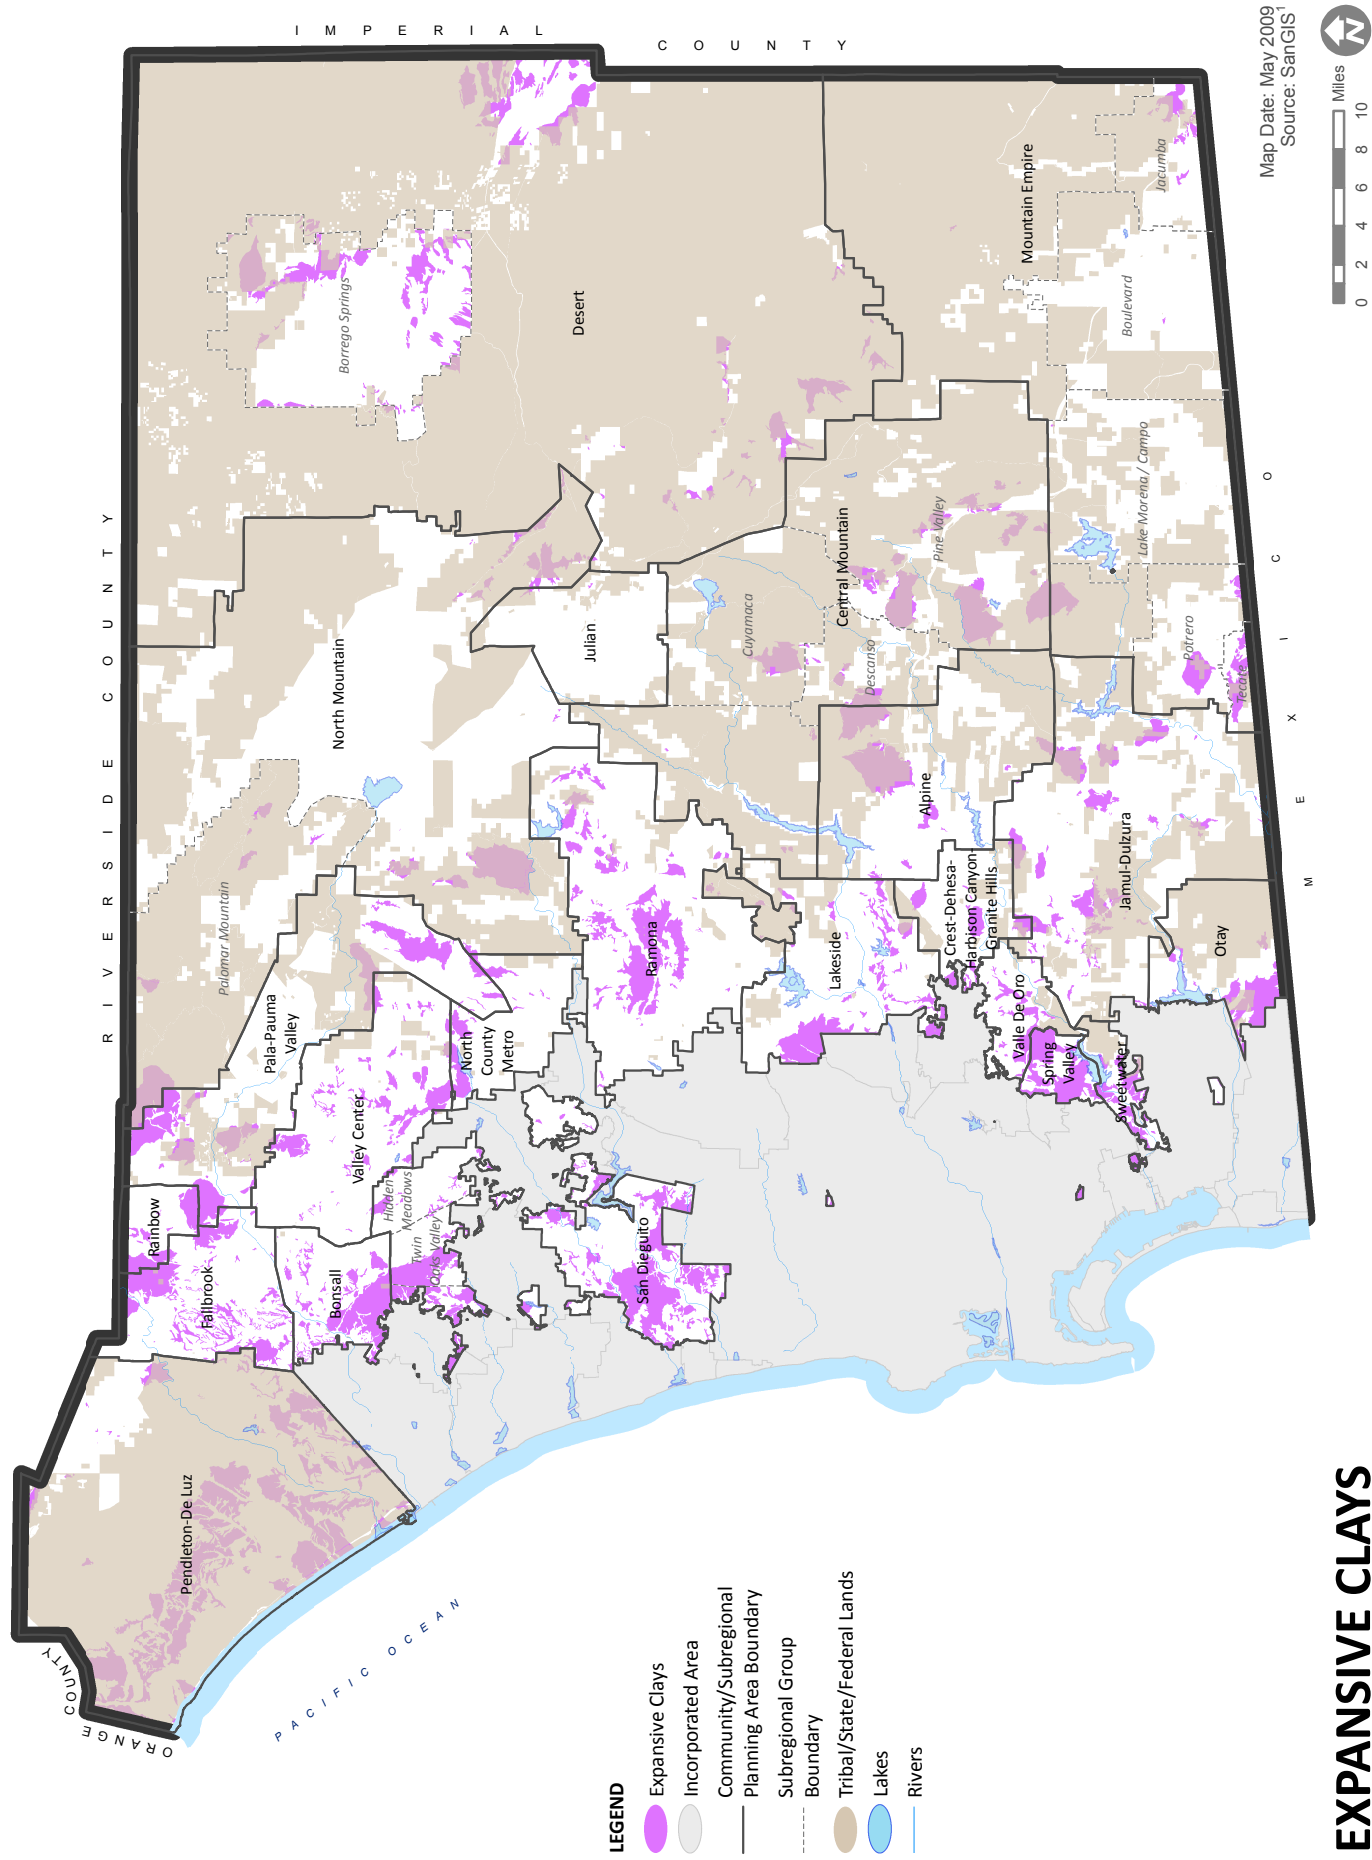 EXPANSIVE CLAYS
LEGEND
Expansive Clays
Incorporated Area
Community/Subregional
Planning Area Boundary
Subregional Group
Boundary
Tribal/State/Federal Lands
Lakes
Rivers
ORANGE COUNTY
RIVERSIDE COUNTY
IMPERIAL COUNTY
PACIFIC OCEAN
MEXICO
Pendleton-De Luz
Fallbrook
Rainbow
Bonsall
Pala-Pauma
Valley
Palomar Mountain
North Mountain
Borrego Springs
Valley Center
Hidden
Meadows
Twin
Oaks Valley
North
County
Metro
Desert
Julian
San Dieguito
Ramona
Cuyamaca
Lakeside
Central Mountain
Descanso
Alpine
Pine Valley
Crest-Dehesa-
Harbison Canyon-
Granite Hills
Valle De Oro
Spring
Valley
Sweetwater
Jamul-Dulzura
Otay
Mountain Empire
Lake Morena / Campo
Boulevard
Jacumba
Potrero
Tecate
Map Date: May 2009
Source: SanGIS1
N
0 2 4 6 8 10
Miles